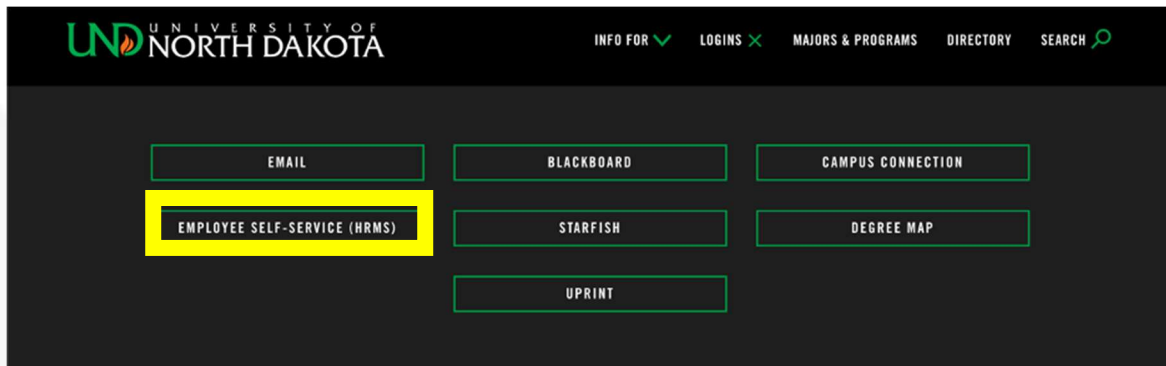 UND UNIVERSITY OF
NORTH DAKOTA
INFO FOR LOGINS MAJORS & PROGRAMS DIRECTORY SEARCH
EMAIL BLACKBOARD CAMPUS CONNECTION
EMPLOYEE SELF-SERVICE (HRMS) STARFISH DEGREE MAP
UPRINT